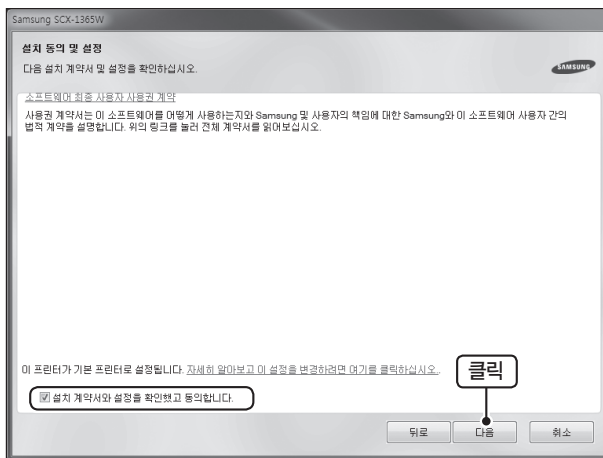 Samsung SCX-1365W
설치 동의 및 설정
다음 설치 계약서 및 설정을 확인하십시오.
SAMSUNG
소프트웨어 최종 사용자 사용권 계약
사용권 계약서는 이 소프트웨어를 어떻게 사용하는지와 Samsung 및 사용자의 책임에 대한 Samsung와 이 소프트웨어 사용자 간의
법적 계약을 설명합니다. 위의 링크를 눌러 전체 계약서를 읽어보십시오.
이 프린터가 기본 프린터로 설정됩니다. 자세히 알아보고 이 설정을 변경하려면 여기를 클릭하십시오..
클릭
설치 계약서와 설정을 확인했고 동의합니다.
뒤로 다음 취소